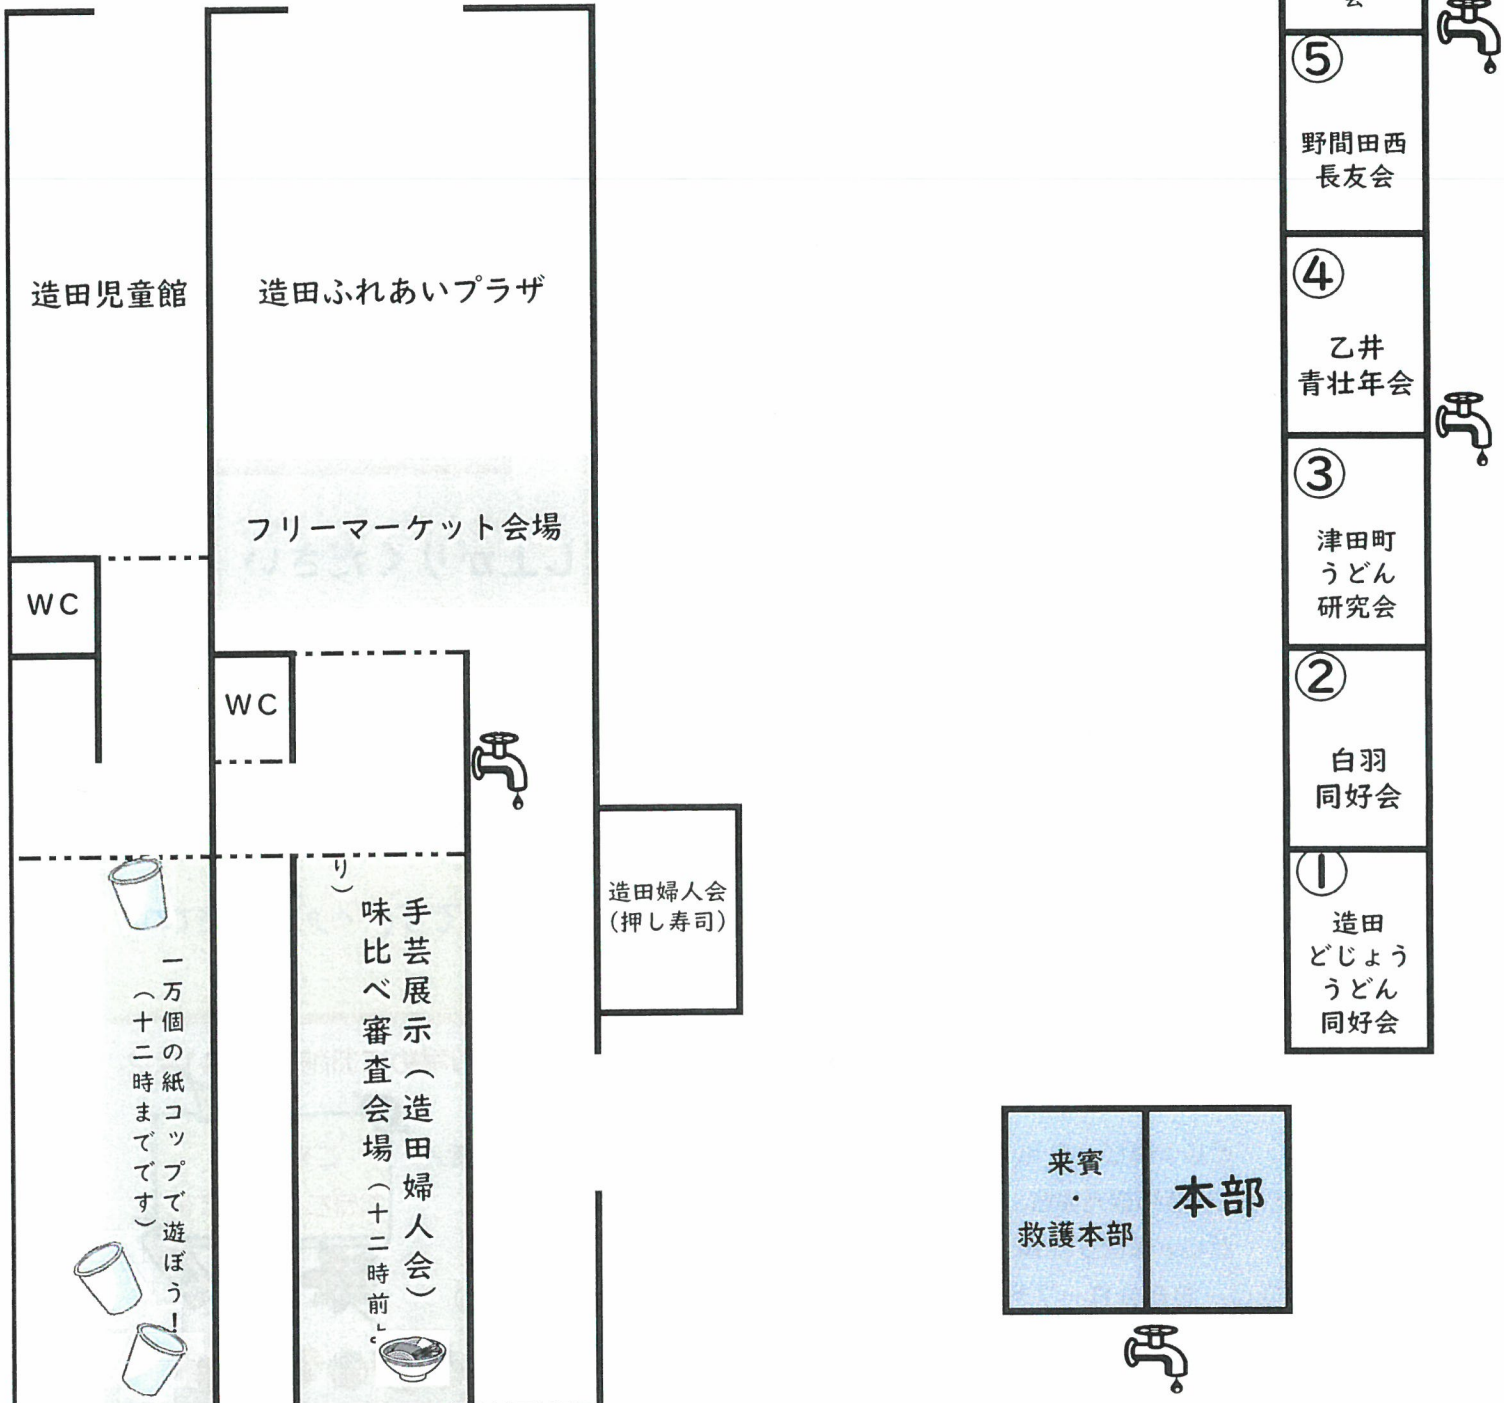 会
⑤
野間田西
長友会
④
乙井
青壮年会
③
津田町
うどん
研究会
②
白羽
同好会
①
造田
どじょう
うどん
同好会
造田児童館
造田ふれあいプラザ
フリーマーケット会場
WC
WC
造田婦人会
(押し寿司)
手芸展示(造田婦人会)
味比べ審査会場(十二時前よ
り)
一万個の紙コップで遊ぼう!
(十二時までです)
来賓
・
救護本部
本部